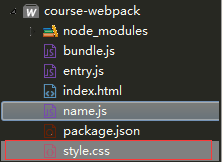 course-webpack
node_modules
bundle.js
entry.js
index.html
name.js
package.json
style.css